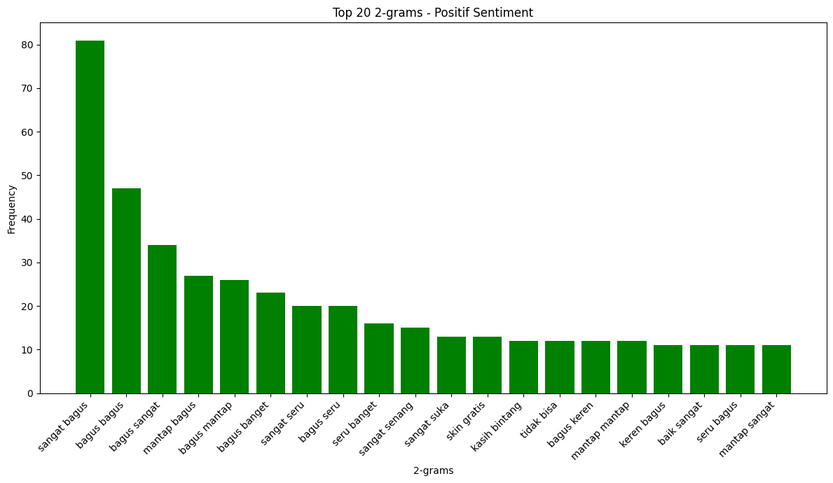 Top 20 2-grams - Positif Sentiment
Frequency
80
70
60
50
40
30
20
10
0
sangat bagus
bagus bagus
bagus sangat
mantap bagus
bagus mantap
bagus banget
sangat seru
bagus seru
seru banget
sangat senang
sangat suka
skin gratis
kasih bintang
tidak bisa
bagus keren
mantap mantap
keren bagus
baik sangat
seru bagus
mantap sangat
2-grams